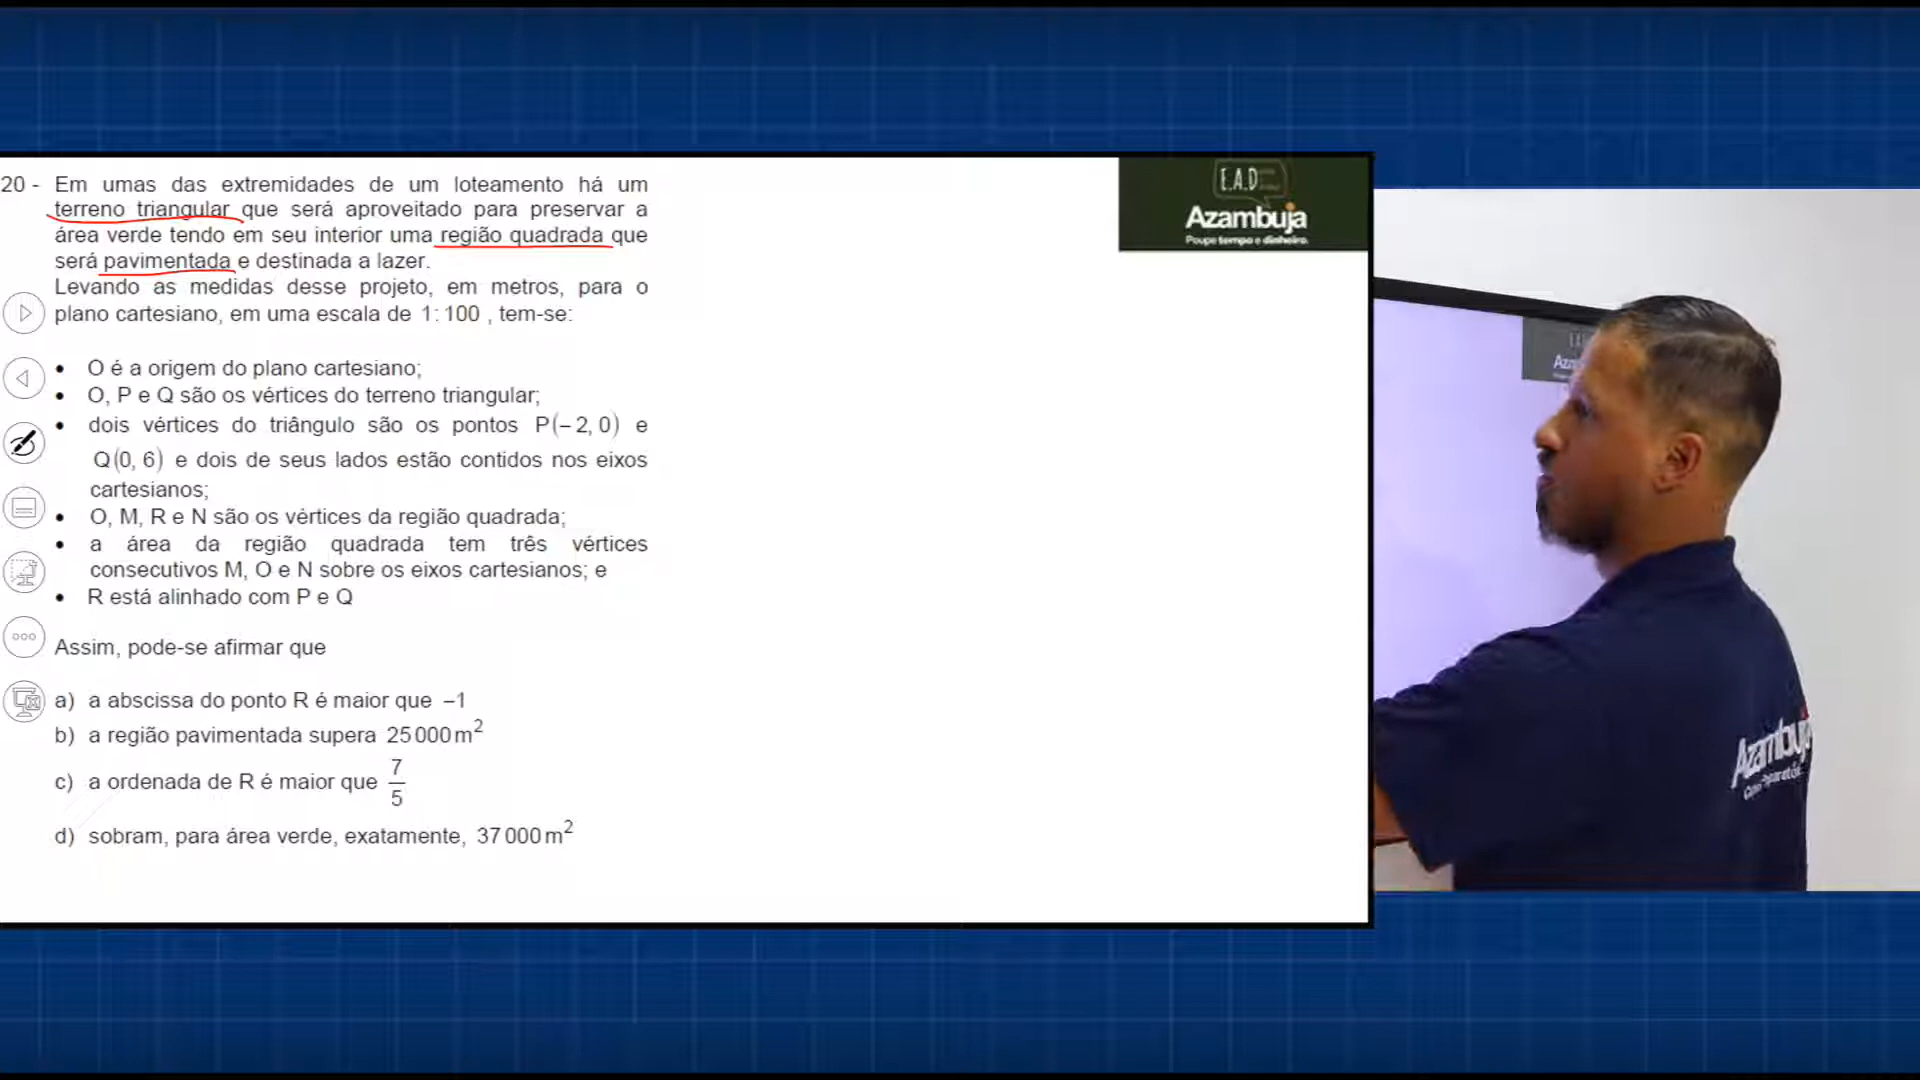 20 - Em umas das extremidades de um loteamento há um
terreno triangular que será aproveitado para preservar a
área verde tendo em seu interior uma região quadrada que
será pavimentada e destinada a lazer.
Levando as medidas desse projeto, em metros, para o
plano cartesiano, em uma escala de 1:100 , tem-se:
• O é a origem do plano cartesiano;
• O, P e Q são os vértices do terreno triangular;
• dois vértices do triângulo são os pontos P(–2, 0) e
Q(0, 6) e dois de seus lados estão contidos nos eixos
cartesianos;
• O, M, R e N são os vértices da região quadrada;
• a área da região quadrada tem três vértices
consecutivos M, O e N sobre os eixos cartesianos; e
• R está alinhado com P e Q
Assim, pode-se afirmar que
a) a abscissa do ponto R é maior que –1
b) a região pavimentada supera 25 000 m²
c) a ordenada de R é maior que 7/5
d) sobram, para área verde, exatamente, 37 000 m²
E.A.D
Azambuja
Poupe tempo e dinheiro.
Azambuja